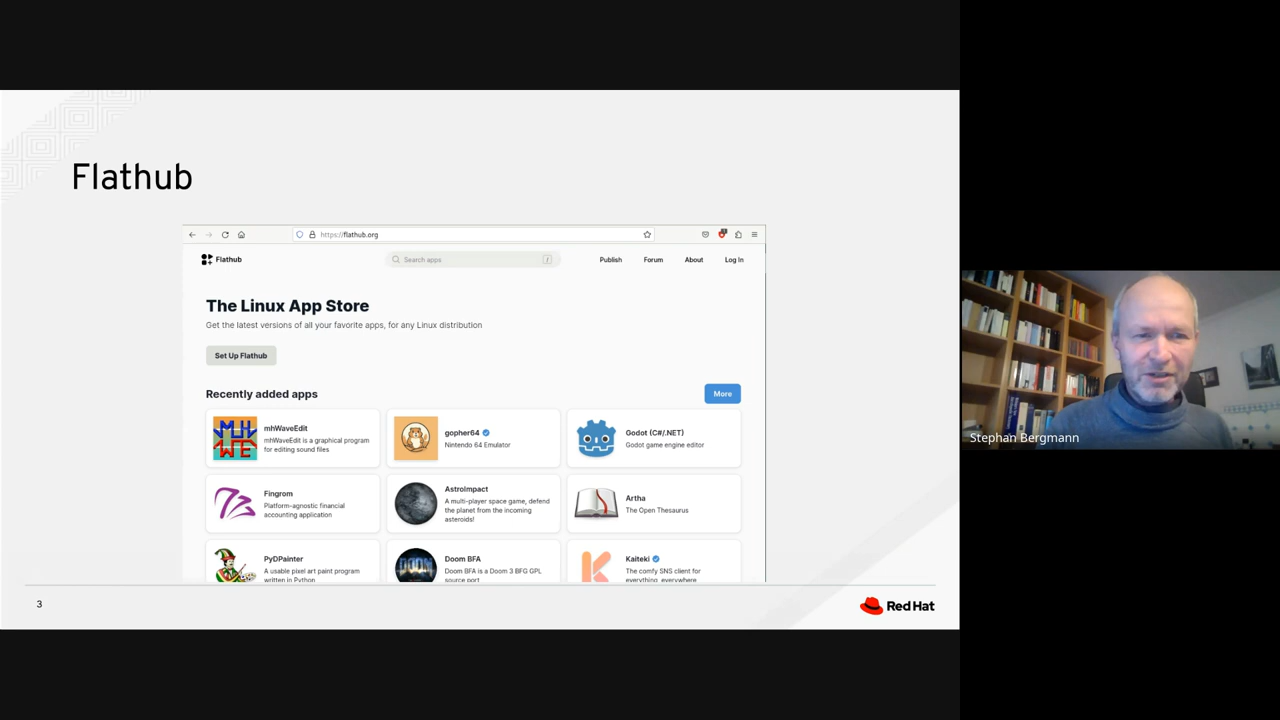 Flathub
https://flathub.org
Flathub
Search apps
/
Publish
Forum
About
Log In
The Linux App Store
Get the latest versions of all your favorite apps, for any Linux distribution
Set Up Flathub
Recently added apps
More
mhWaveEdit
mhWaveEdit is a graphical program
for editing sound files
gopher64
Nintendo 64 Emulator
Godot (C#/.NET)
Godot game engine editor
Fingrom
Platform-agnostic financial
accounting application
AstroImpact
A multi-player space game, defend
the planet from the incoming
asteroids!
Artha
The Open Thesaurus
PyDPainter
A usable pixel art paint program
written in Python
DOOM
Doom BFA
Doom BFA is a Doom 3 BFG GPL
source port
Kaiteki
The comfy SNS client for
everything, everywhere
3
Red Hat
Stephan Bergmann